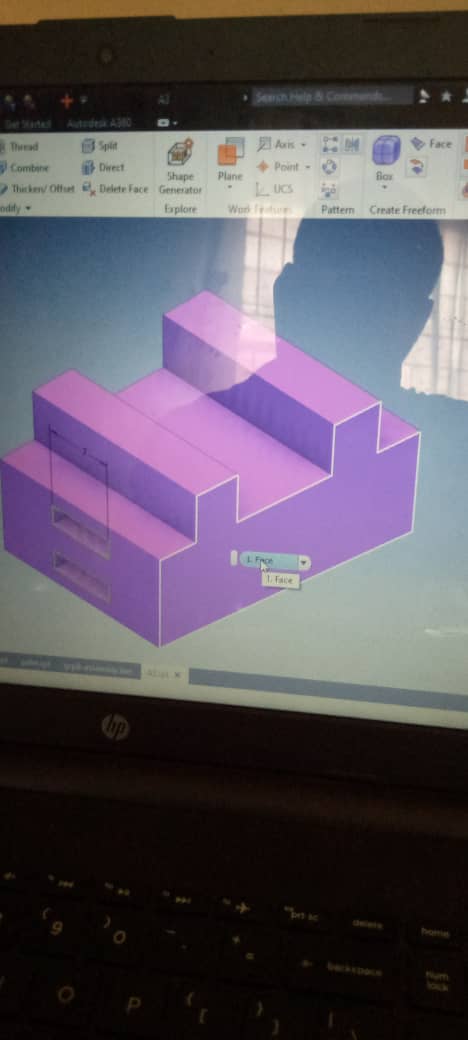 Search Help & Commands...
Get Started Autodesk A360
Thread Split
Combine Direct
Thicken/ Offset Delete Face
Shape Generator
Explore
Plane
Axis
Point
UCS
Work Features
Pattern
Box
Face
Create Freeform
1. Face
1. Face
hp
prt sc delete home
( 9 ) 0 - + = backspace num lock
O P { [ } ]